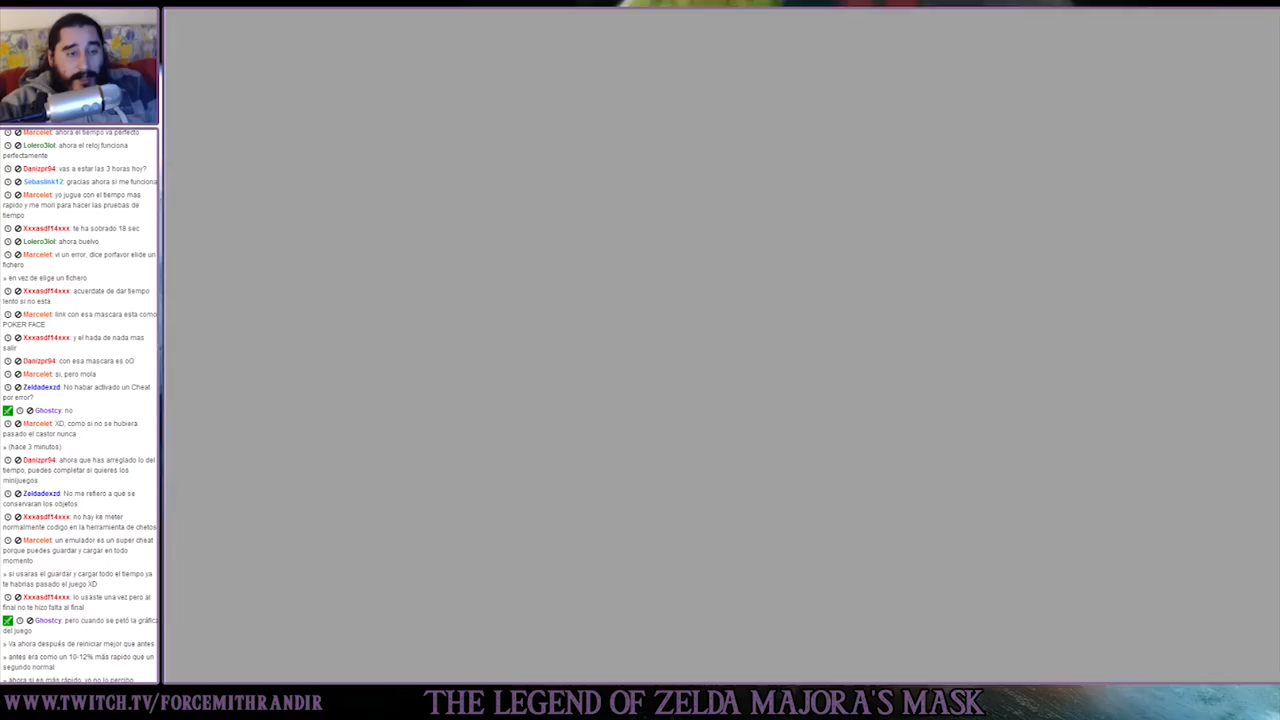 Marcelet: ahora el tiempo va perfecto
Lolero3lol: ahora el reloj funciona
perfectamente
Danizpr94: vas a estar las 3 horas hoy?
Sebaslink12: gracias ahora si me funciona
Marcelet: yo jugue con el tiempo mas
rapido y me mori para hacer las pruebas de
tiempo
Xxxasdf14xxx: te ha sobrado 18 sec
Lolero3lol: ahora buelvo
Marcelet: vi un error, dice porfavor elide un
fichero
» en vez de elige un fichero
Xxxasdf14xxx: acuerdate de dar tiempo
lento si no esta
Marcelet: link con esa mascara esta como
POKER FACE
Xxxasdf14xxx: y el hada de nada mas
salir
Danizpr94: con esa mascara es oO
Marcelet: si, pero mola
Zeldadexzd: No habar activado un Cheat
por error?
Ghostcy: no
Marcelet: XD, como si no se hubiera
pasado el castor nunca
» (hace 3 minutos)
Danizpr94: ahora que has arreglado lo del
tiempo, puedes completar si quieres los
minijuegos
Zeldadexzd: No me refiero a que se
conservaran los objetos
Xxxasdf14xxx: no hay ke meter
normalmente codigo en la herramienta de chetos
Marcelet: un emulador es un super cheat
porque puedes guardar y cargar en todo
momento
» si usaras el guardar y cargar todo el tiempo ya
te habrias pasado el juego XD
Xxxasdf14xxx: lo usaste una vez pero al
final no te hizo falta al final
Ghostcy: pero cuando se petó la gráfica
del juego
» Va ahora después de reiniciar mejor que antes
» antes era como un 10-12% más rapido que un
segundo normal
» ahora si es más rápido, yo no lo percibo
WWW.TWITCH.TV/FORCEMITHRANDIR
THE LEGEND OF ZELDA MAJORA'S MASK